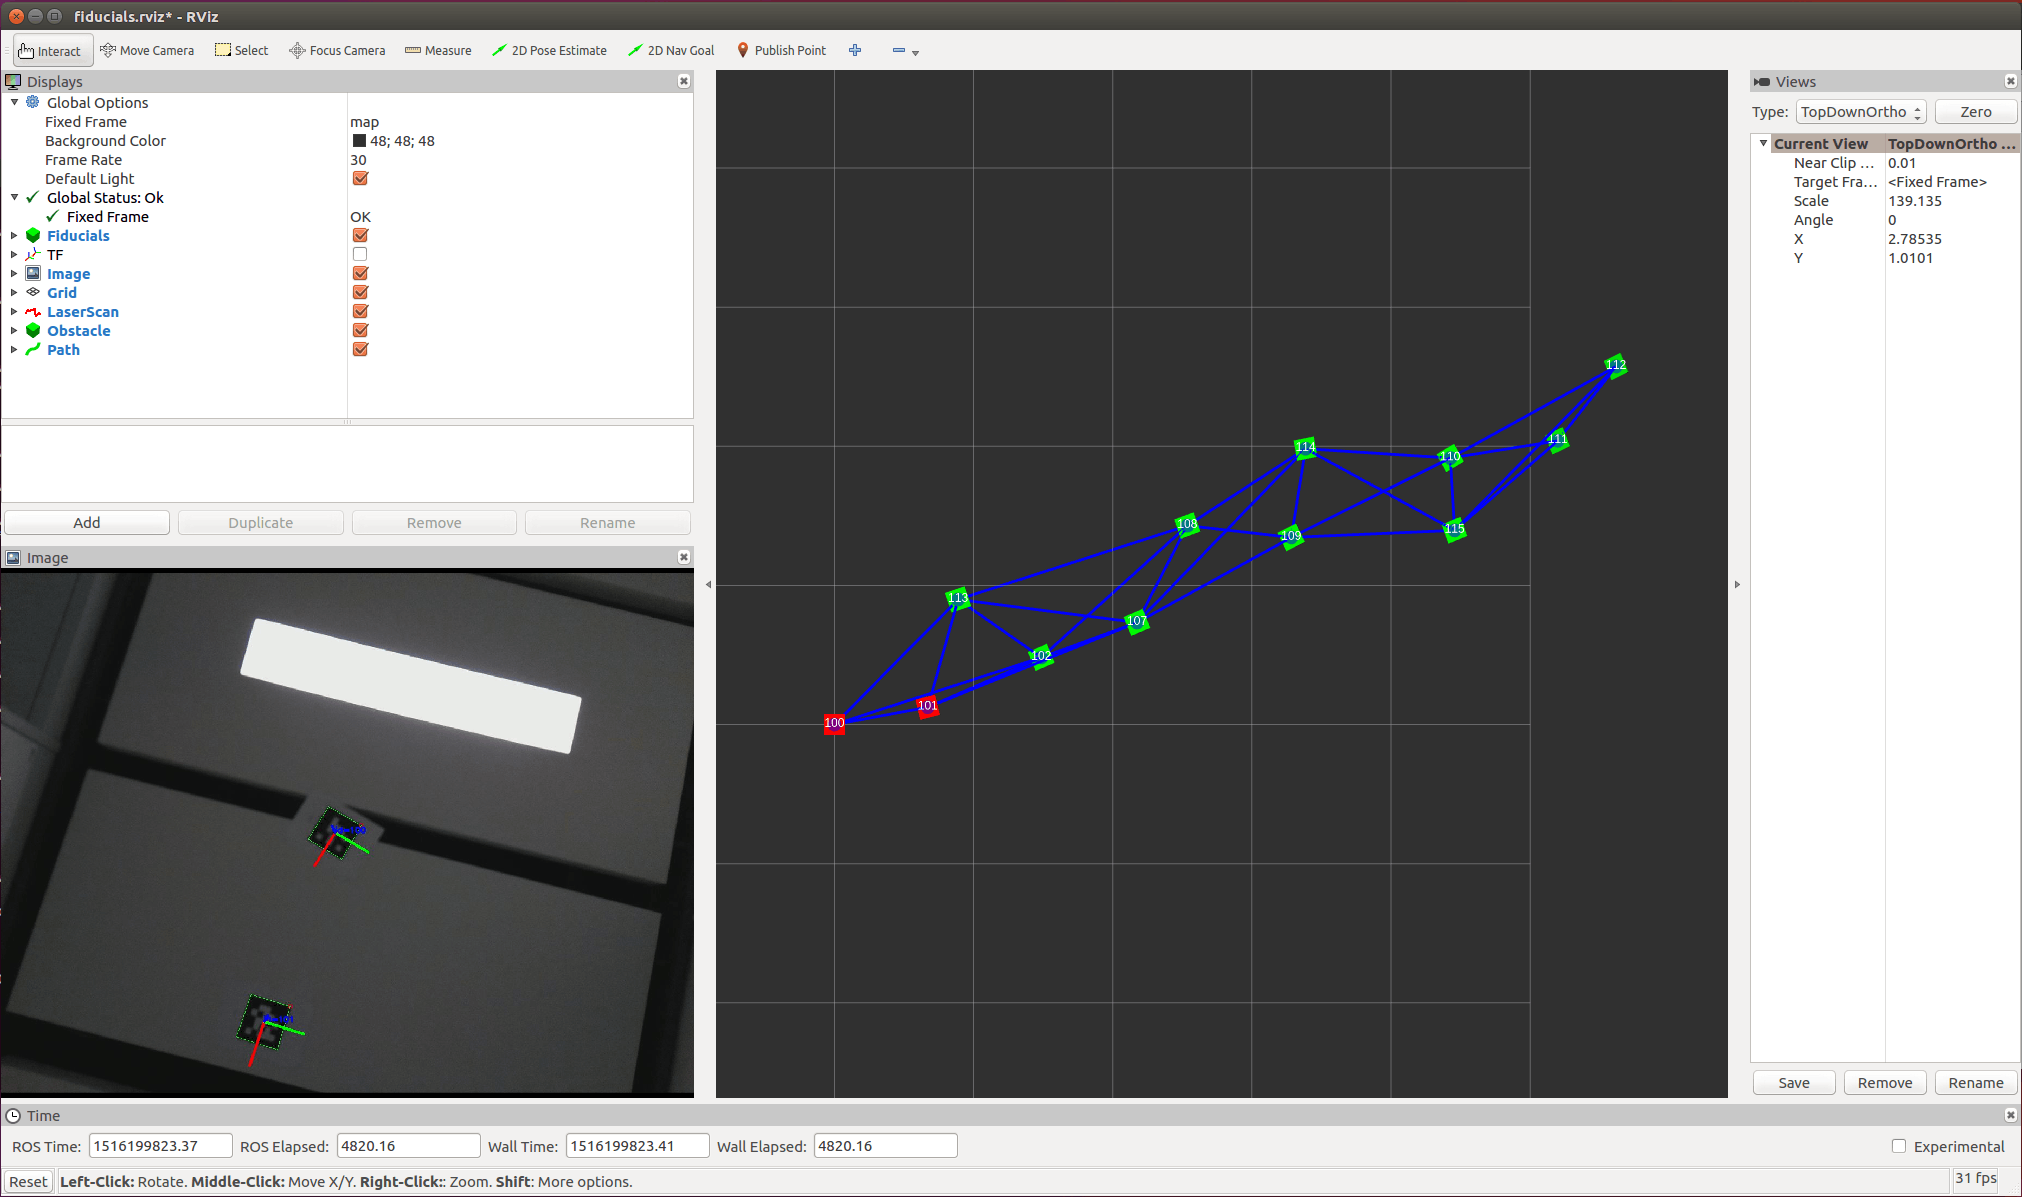 fiducials.rviz* - RViz
Interact Move Camera Select Focus Camera Measure 2D Pose Estimate 2D Nav Goal Publish Point
Displays
Global Options
Fixed Frame map
Background Color 48; 48; 48
Frame Rate 30
Default Light
Global Status: Ok
Fixed Frame OK
Fiducials
TF
Image
Grid
LaserScan
Obstacle
Path
Add Duplicate Remove Rename
Image
112
111
110
114
115
109
108
113
107
102
101
100
Views
Type: TopDownOrtho Zero
Current View TopDownOrtho ...
Near Clip ... 0.01
Target Fra... <Fixed Frame>
Scale 139.135
Angle 0
X 2.78535
Y 1.0101
Save Remove Rename
Time
ROS Time: 1516199823.37 ROS Elapsed: 4820.16 Wall Time: 1516199823.41 Wall Elapsed: 4820.16 Experimental
Reset Left-Click: Rotate. Middle-Click: Move X/Y. Right-Click:: Zoom. Shift: More options. 31 fps